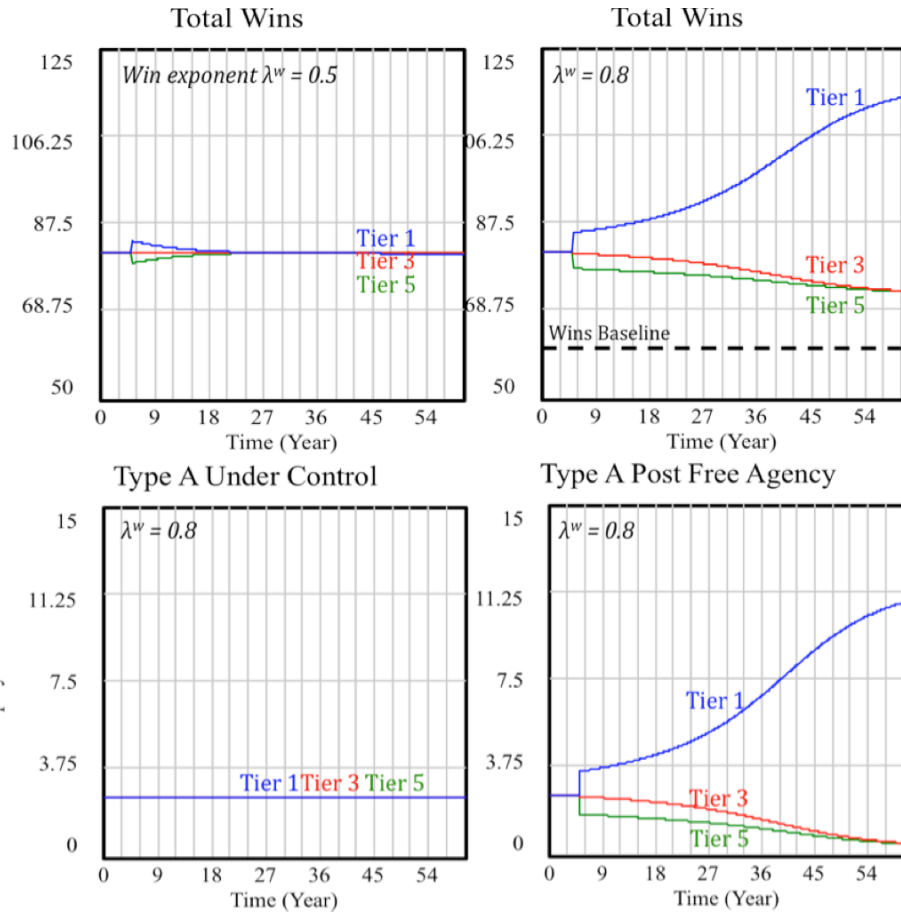 Total Wins
125
Win exponent λʷ = 0.5
106.25
87.5
Tier 1
Tier 3
Tier 5
68.75
50
0 9 18 27 36 45 54
Time (Year)
Total Wins
125
λʷ = 0.8
Tier 1
06.25
87.5
Tier 3
Tier 5
68.75
Wins Baseline
50
0 9 18 27 36 45 54
Time (Year)
Type A Under Control
15
λʷ = 0.8
11.25
7.5
3.75
Tier 1 Tier 3 Tier 5
0
0 9 18 27 36 45 54
Time (Year)
Type A Post Free Agency
15
λʷ = 0.8
11.25
7.5
Tier 1
3.75
Tier 3
Tier 5
0
0 9 18 27 36 45 54
Time (Year)